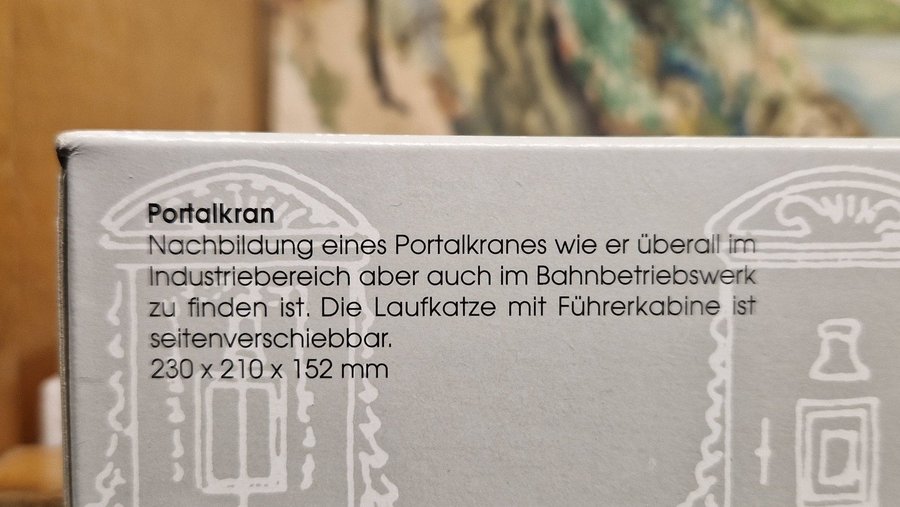 Portalkran
Nachbildung eines Portalkranes wie er überall im
Industriebereich aber auch im Bahnbetriebswerk
zu finden ist. Die Laufkatze mit Führerkabine ist
seitenverschiebbar.
230 x 210 x 152 mm